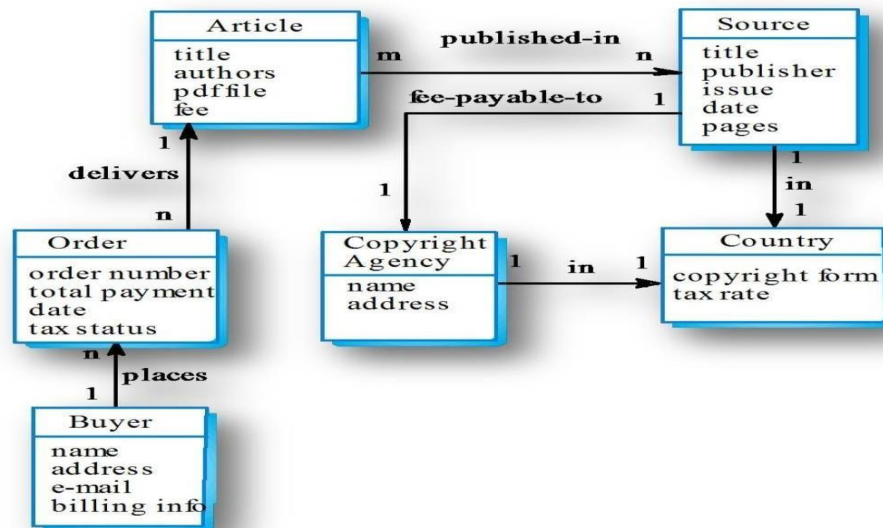 Article
title
authors
pdf file
fee
m
published-in
n
Source
title
publisher
issue
date
pages
fee-payable-to
1
1
1
in
1
1
delivers
n
Order
order number
total payment
date
tax status
Copyright
Agency
name
address
1
in
1
Country
copyright form
tax rate
n
places
1
Buyer
name
address
e-mail
billing info